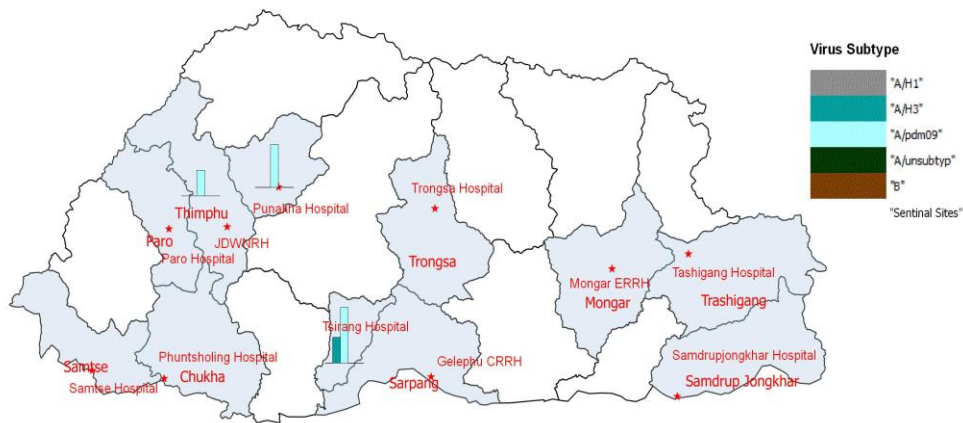 Virus Subtype
"A/H1"
"A/H3"
"A/pdm09"
"A/unsubtyp"
"B"
"Sentinal Sites"
Trongsa Hospital
Thimphu
Punakha Hospital
Paro
JDWNRH
Paro Hospital
Trongsa
Mongar ERRH
Mongar
Tashigang Hospital
Trashigang
Tsirang Hospital
Phuntsholing Hospital
Chukha
Samtse
Samtse Hospital
Gelephu CRRH
Sarpang
Samdrupjongkhar Hospital
Samdrup Jongkhar